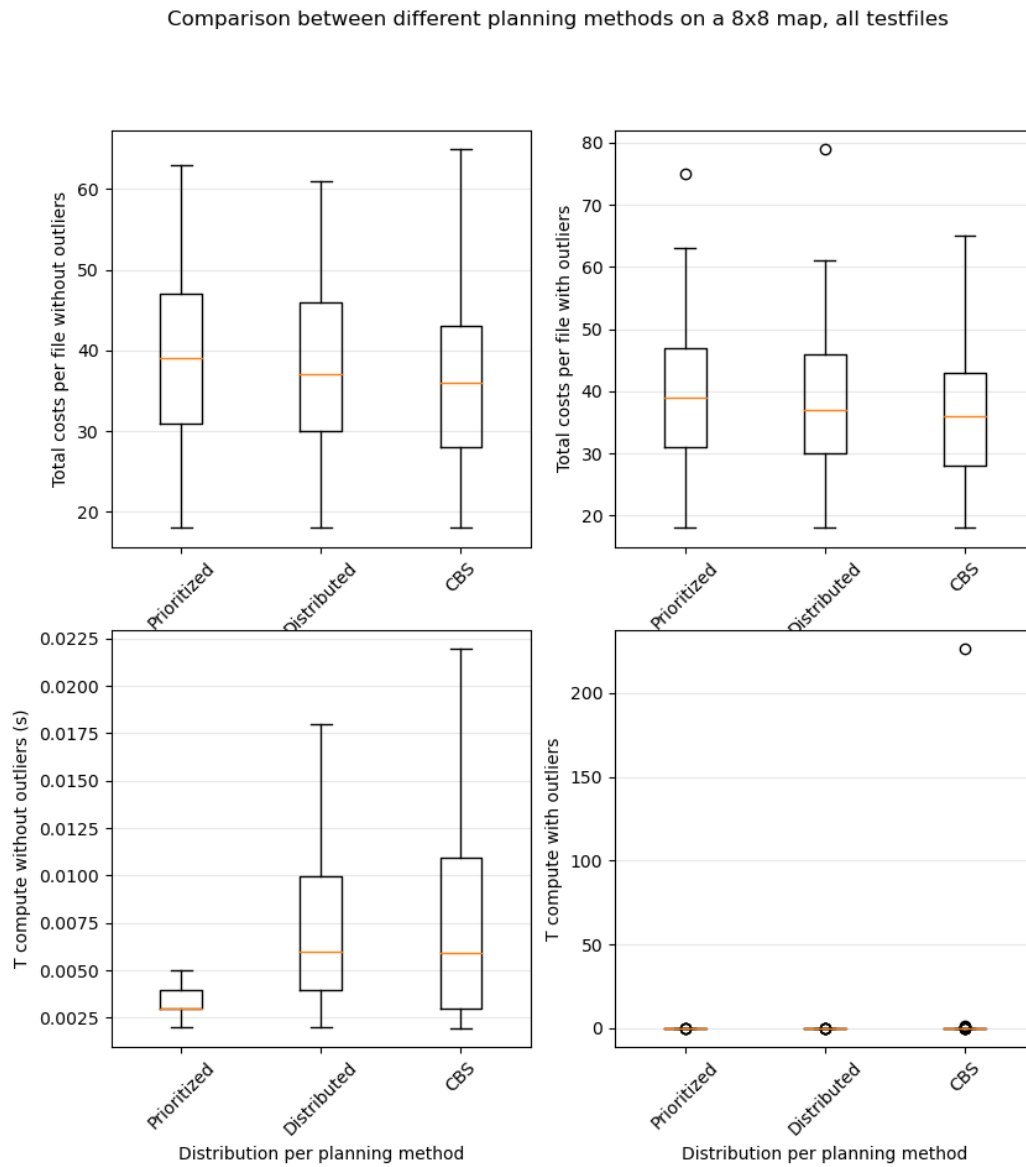 Comparison between different planning methods on a 8x8 map, all testfiles
Total costs per file without outliers
60
50
40
30
20
Prioritized
Distributed
CBS
Total costs per file with outliers
80
70
60
50
40
30
20
Prioritized
Distributed
CBS
T compute without outliers (s)
0.0225
0.0200
0.0175
0.0150
0.0125
0.0100
0.0075
0.0050
0.0025
Prioritized
Distributed
CBS
Distribution per planning method
T compute with outliers
200
150
100
50
0
Prioritized
Distributed
CBS
Distribution per planning method